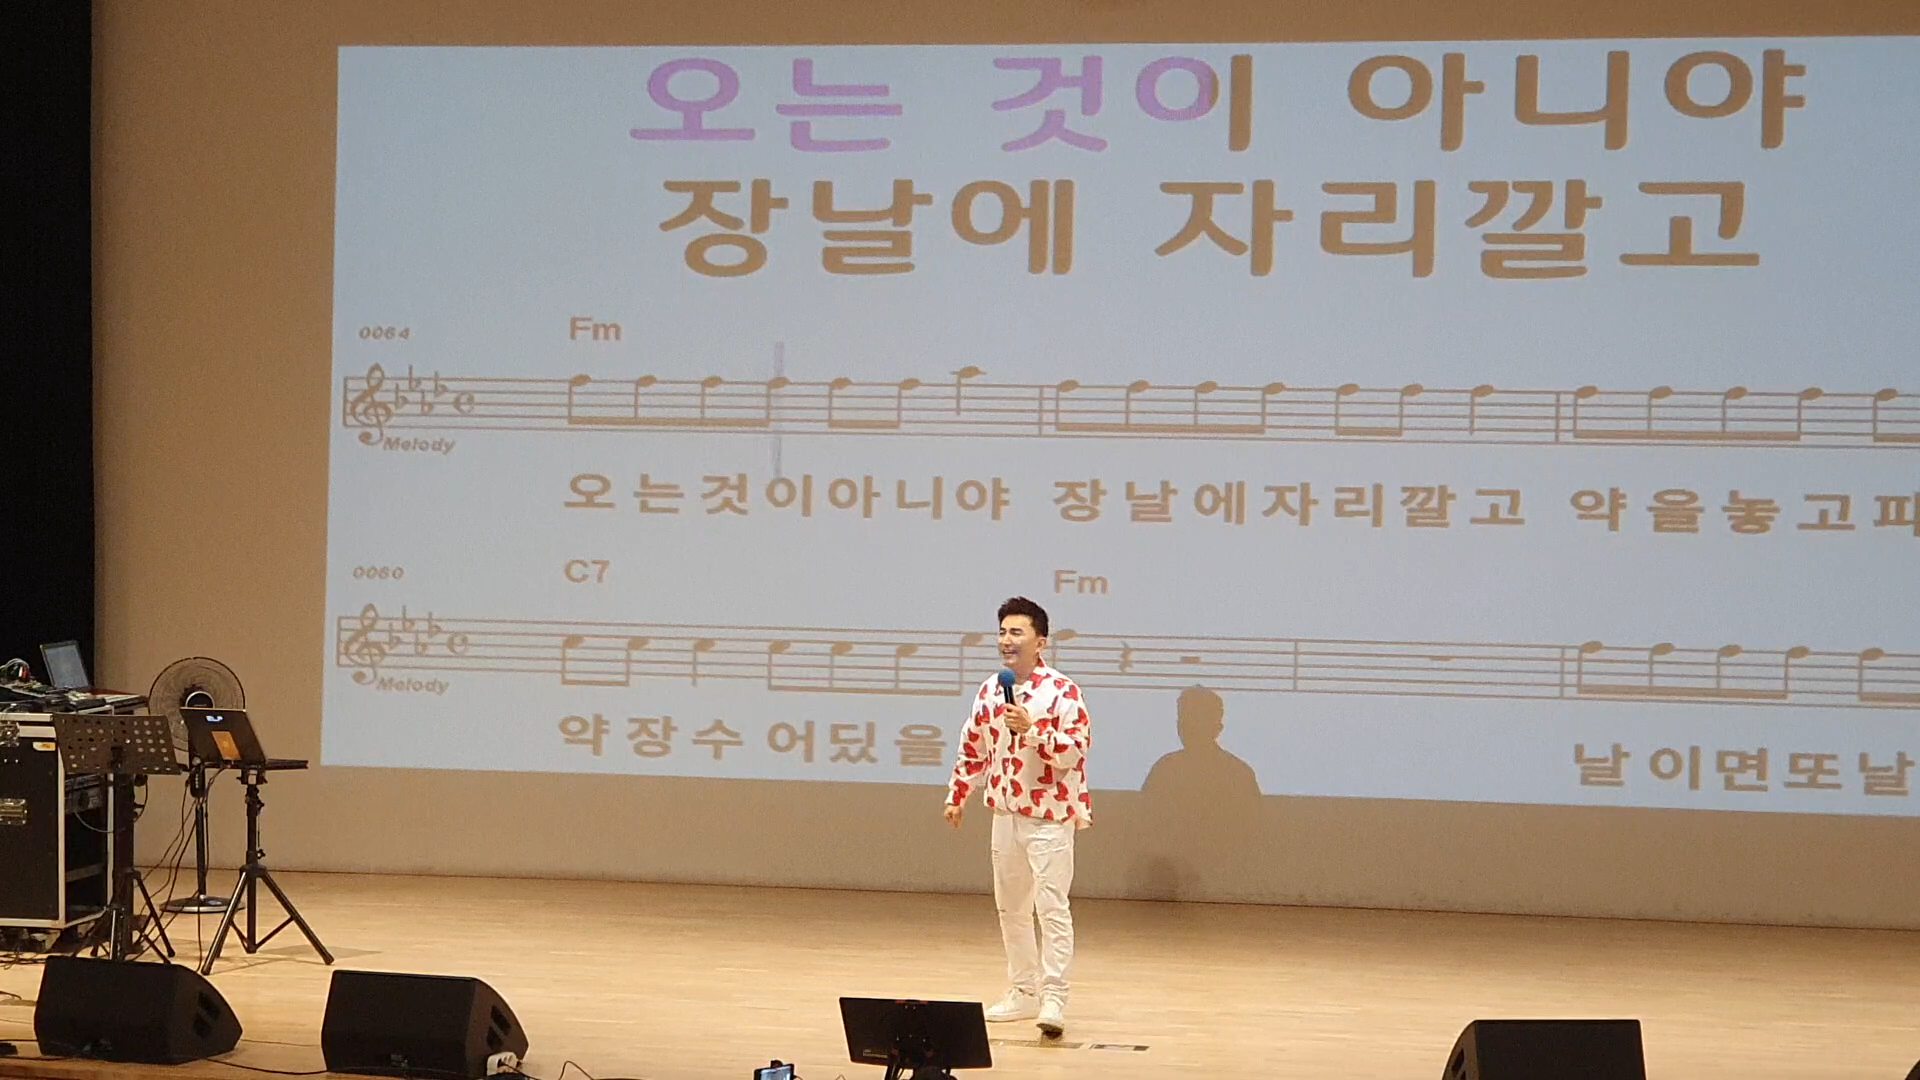 오는 것이 아니야
장날에 자리깔고
0064
Fm
Melody
오는것이아니야 장날에자리깔고 약을놓고파
0060
C7 Fm
Melody
약장수어딨을
날이면또날